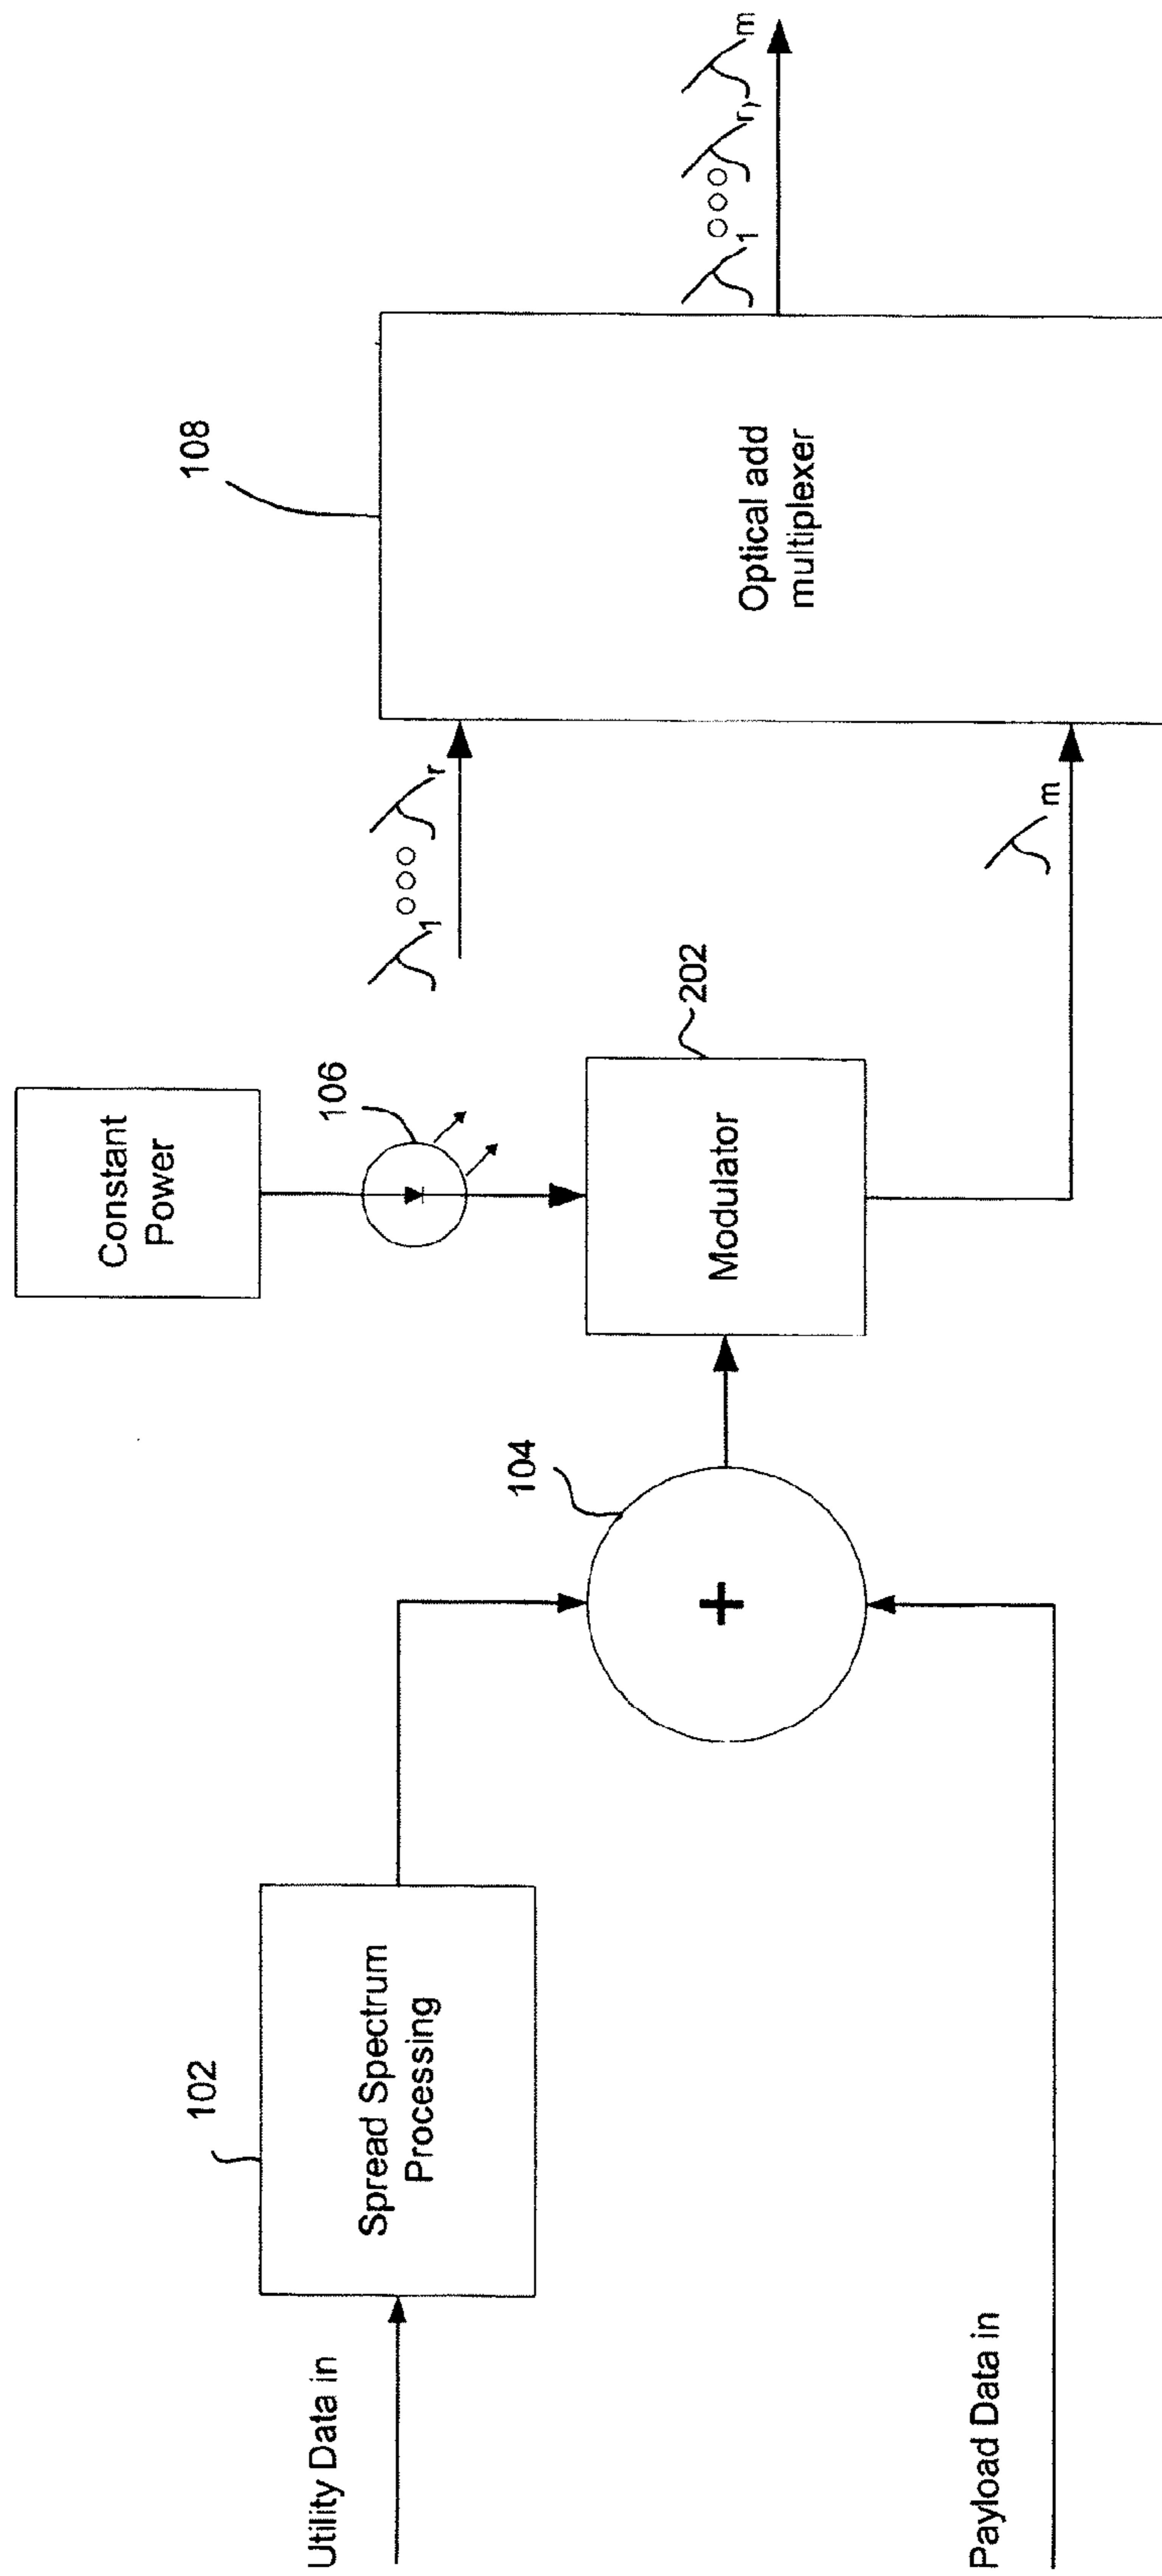 Utility Data in
102
Spread Spectrum
Processing
Payload Data in
104
+
Constant
Power
106
Modulator
202
λ1 ooo λr
λm
108
Optical add
multiplexer
λ1 ooo λr, λm